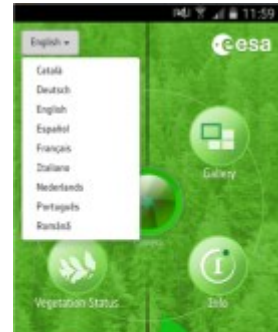 11:59
English
esa
Català
Deutsch
English
Español
Français
Italiano
Nederlands
Português
Română
Gallery
Vegetation Status
Info